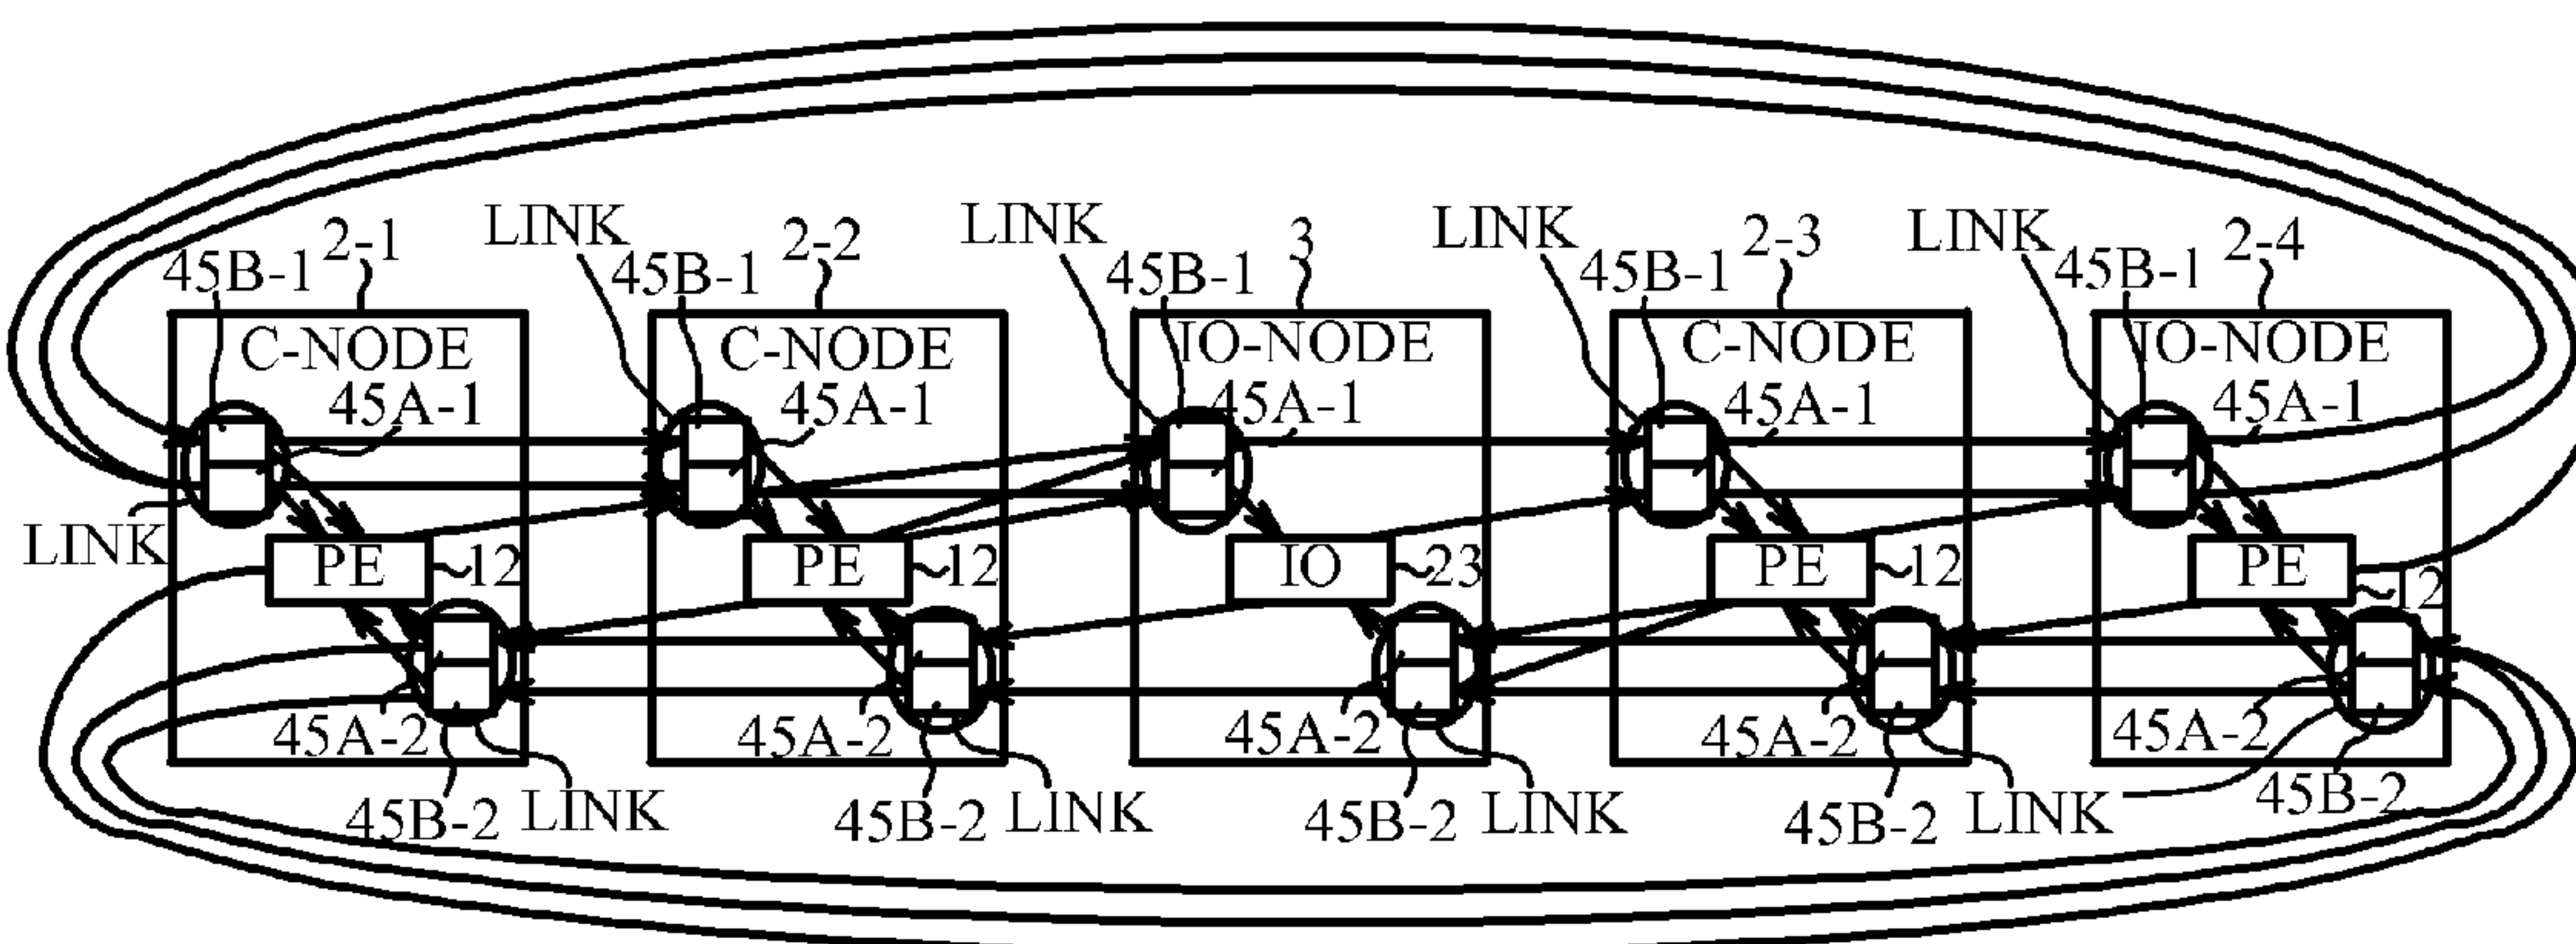 LINK 2-1 LINK 2-2 LINK 3 LINK 2-3 LINK 2-4
45B-1 45B-1 45B-1 45B-1 45B-1
C-NODE C-NODE IO-NODE C-NODE IO-NODE
45A-1 45A-1 45A-1 45A-1 45A-1
LINK PE 12 PE 12 IO 23 PE 12 PE 12
45A-2 45A-2 45A-2 45A-2 45A-2
45B-2 LINK 45B-2 LINK 45B-2 LINK 45B-2 LINK 45B-2